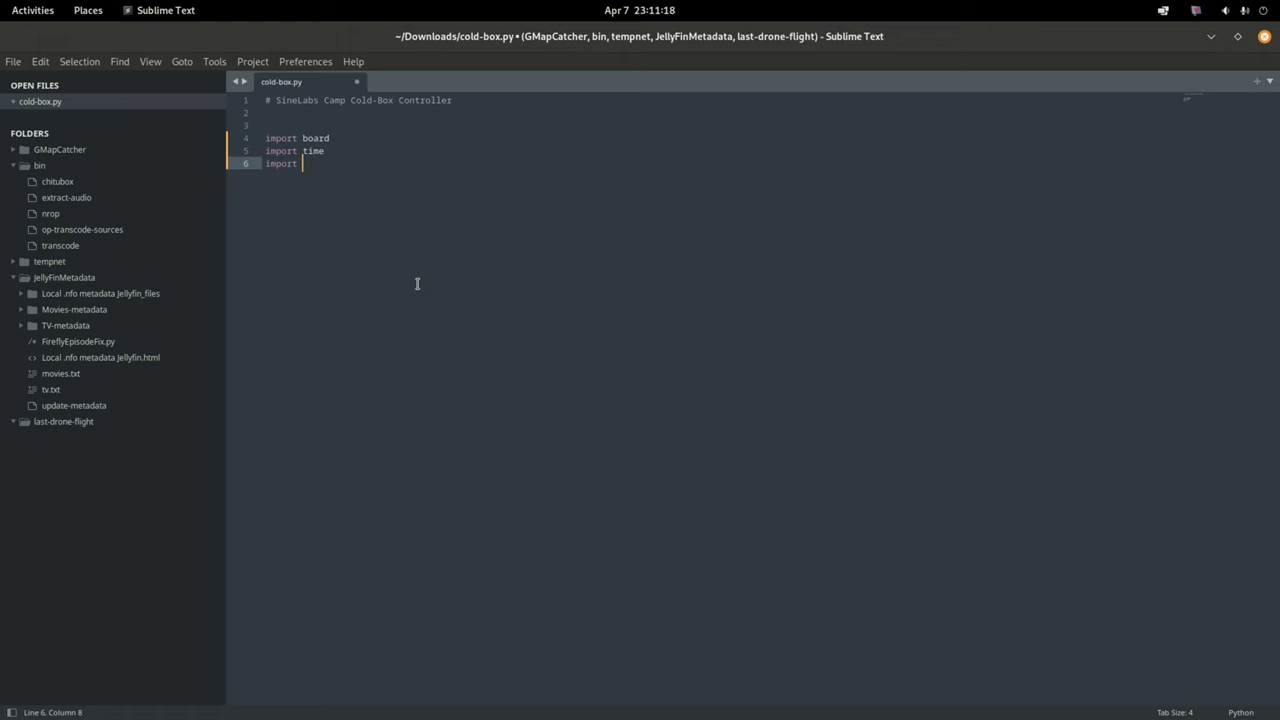 Activities Places Sublime Text Apr 7 23:11:18
~/Downloads/cold-box.py • (GMapCatcher, bin, tempnet, JellyFinMetadata, last-drone-flight) - Sublime Text
File Edit Selection Find View Goto Tools Project Preferences Help
OPEN FILES
cold-box.py
FOLDERS
GMapCatcher
bin
chitubox
extract-audio
nrop
op-transcode-sources
transcode
tempnet
JellyFinMetadata
Local .nfo metadata Jellyfin_files
Movies-metadata
TV-metadata
/* FireflyEpisodeFix.py
<> Local .nfo metadata Jellyfin.html
movies.txt
tv.txt
update-metadata
last-drone-flight
cold-box.py
1 # SineLabs Camp Cold-Box Controller
2
3
4 import board
5 import time
6 import
Line 6, Column 8 Tab Size: 4 Python